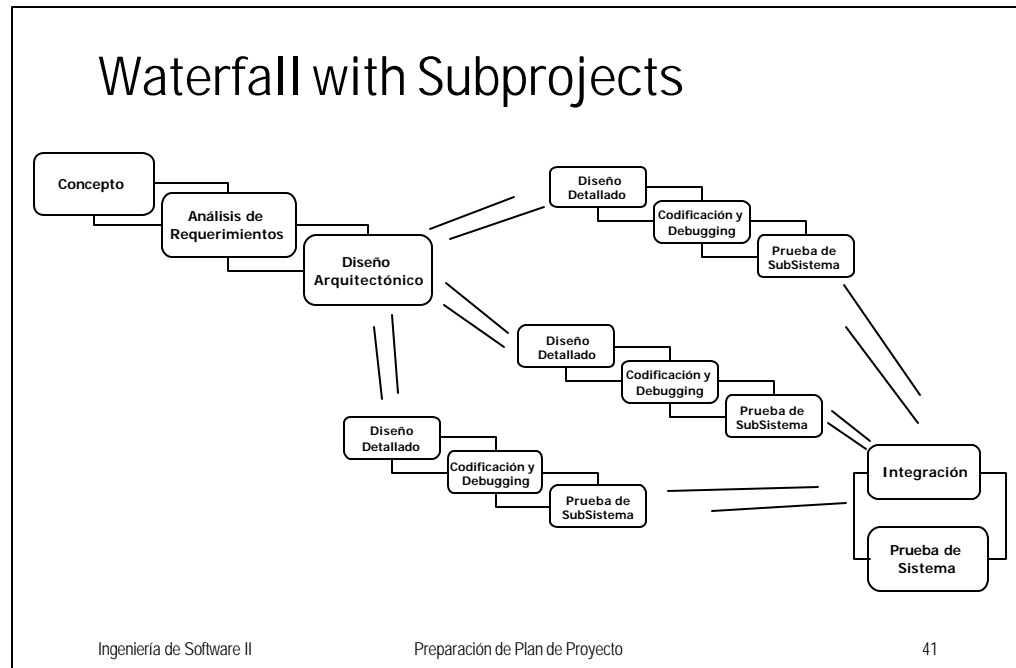 Waterfall with Subprojects
Concepto
Análisis de
Requerimientos
Diseño
Arquitectónico
Diseño
Detallado
Codificación y
Debugging
Prueba de
SubSistema
Diseño
Detallado
Codificación y
Debugging
Prueba de
SubSistema
Diseño
Detallado
Codificación y
Debugging
Prueba de
SubSistema
Integración
Prueba de
Sistema
Ingeniería de Software II
Preparación de Plan de Proyecto
41